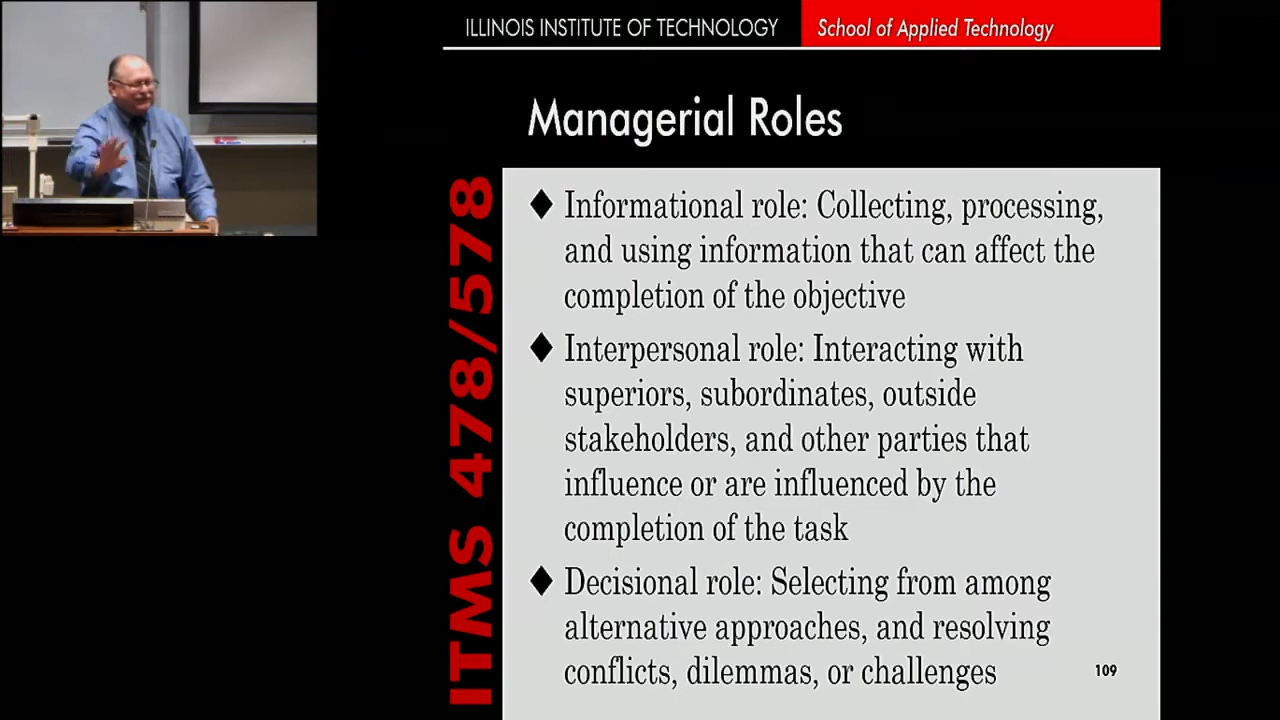 ILLINOIS INSTITUTE OF TECHNOLOGY School of Applied Technology
Managerial Roles
ITMS 478/578
♦ Informational role: Collecting, processing,
and using information that can affect the
completion of the objective
♦ Interpersonal role: Interacting with
superiors, subordinates, outside
stakeholders, and other parties that
influence or are influenced by the
completion of the task
♦ Decisional role: Selecting from among
alternative approaches, and resolving
conflicts, dilemmas, or challenges
109